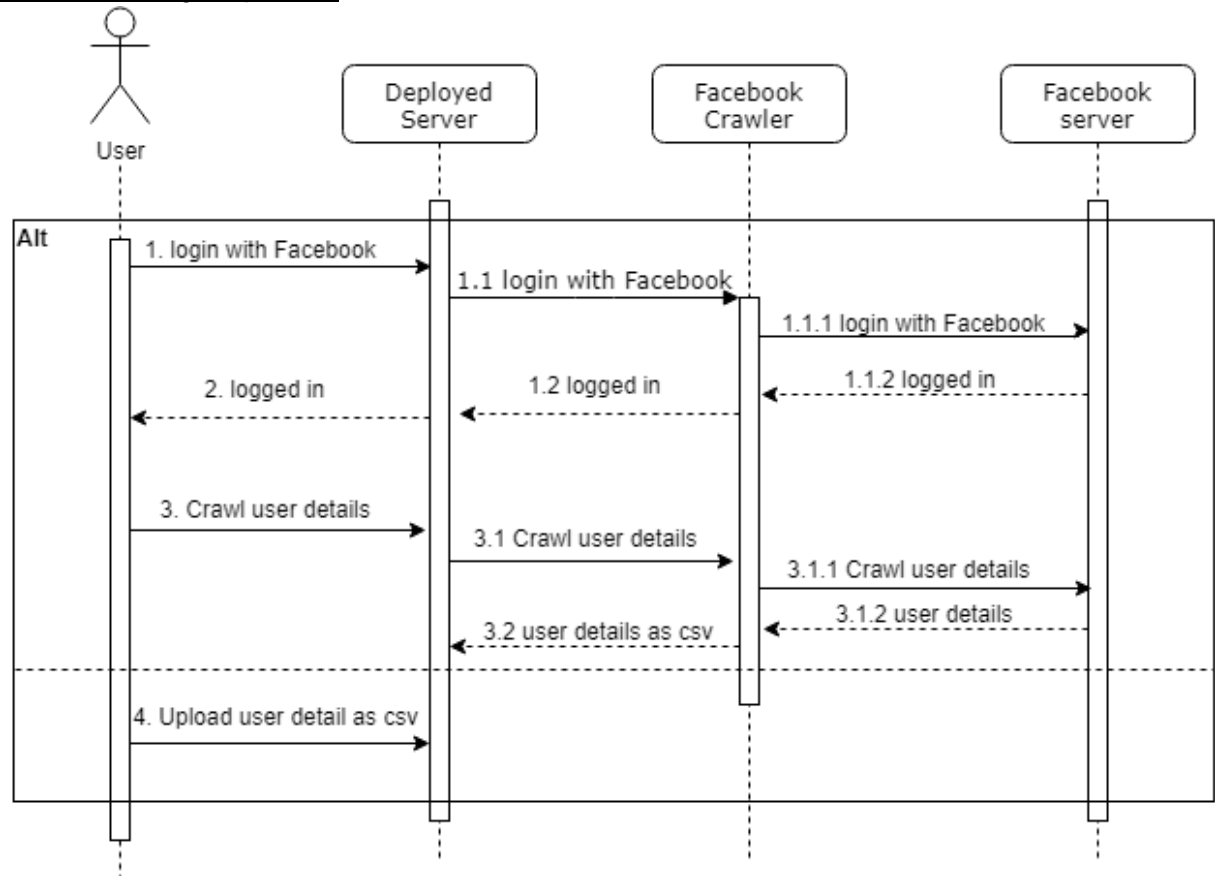 User
Deployed
Server
Facebook
Crawler
Facebook
server
Alt
1. login with Facebook
1.1 login with Facebook
1.1.1 login with Facebook
1.1.2 logged in
1.2 logged in
2. logged in
3. Crawl user details
3.1 Crawl user details
3.1.1 Crawl user details
3.1.2 user details
3.2 user details as csv
4. Upload user detail as csv